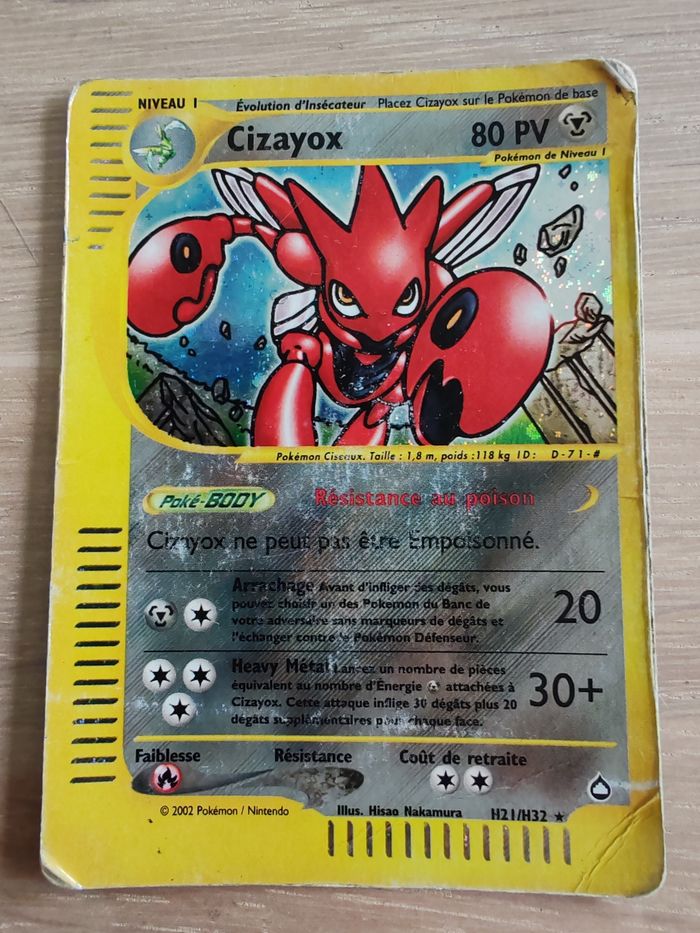 NIVEAU 1 Évolution d'Insécateur Placez Cizayox sur le Pokémon de base
Cizayox 80 PV
Pokémon de Niveau 1
Pokémon Ciseaux. Taille : 1,8 m, poids :118 kg ID: D-71-#
Poké-BODY Résistance au poison
Cizayox ne peut pas être Empoisonné.
Arrachage Avant d'infliger des dégâts, vous
pouvez choisir un des Pokémon du Banc de
votre adversaire sans marqueurs de dégâts et
l'échanger contre le Pokémon Défenseur.
20
Heavy Métal Lancez un nombre de pièces
équivalent au nombre d'Énergie attachées à
Cizayox. Cette attaque inflige 30 dégâts plus 20
dégâts supplémentaires pour chaque face.
30+
Faiblesse Résistance Coût de retraite
© 2002 Pokémon / Nintendo Illus. Hisao Nakamura H21/H32 ★